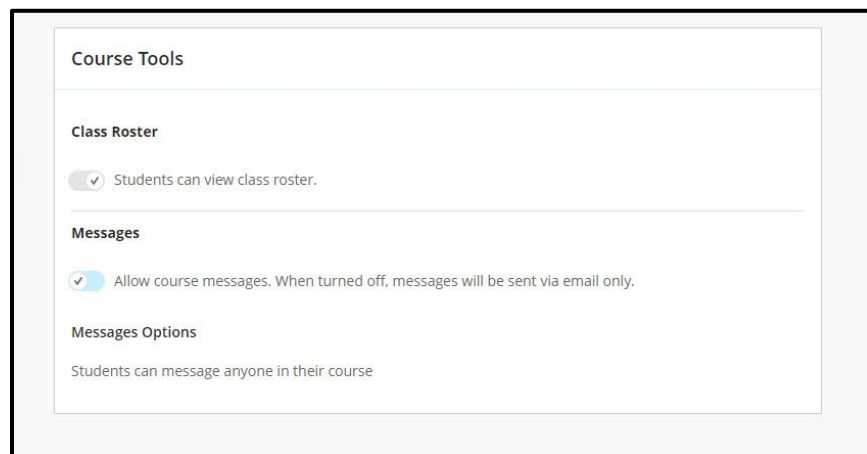 Course Tools
Class Roster
Students can view class roster.
Messages
Allow course messages. When turned off, messages will be sent via email only.
Messages Options
Students can message anyone in their course